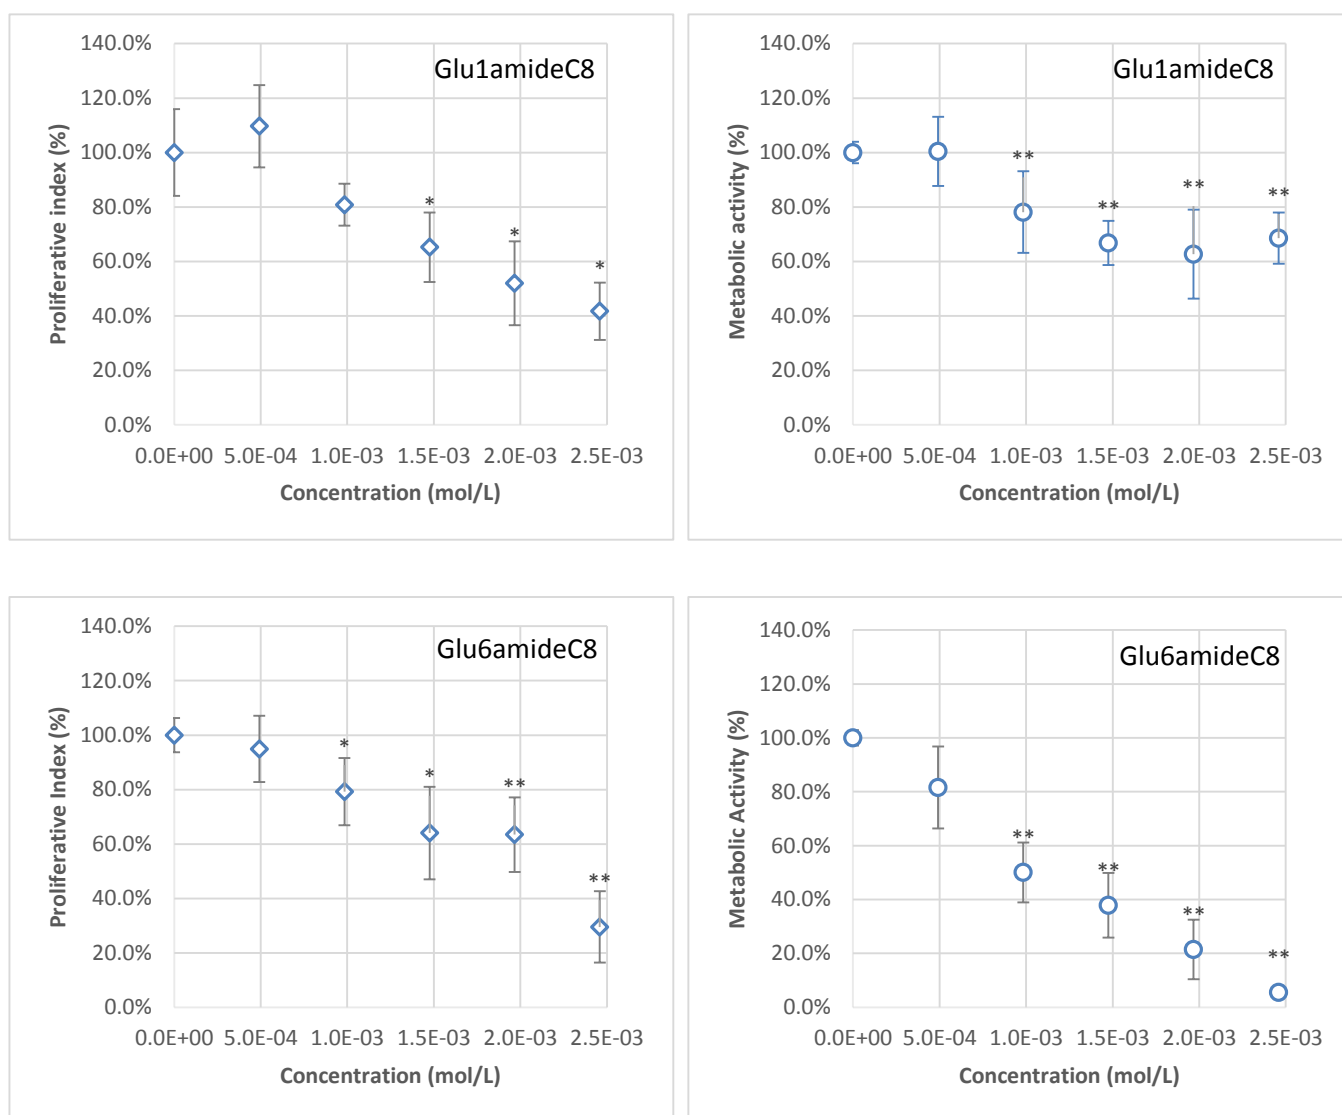 140.0%
Glu1amideC8
120.0%
100.0%
80.0%
60.0%
40.0%
20.0%
0.0%
*
*
*
Proliferative index (%)
0.0E+00 5.0E-04 1.0E-03 1.5E-03 2.0E-03 2.5E-03
Concentration (mol/L)
140.0%
Glu1amideC8
120.0%
100.0%
80.0%
60.0%
40.0%
20.0%
0.0%
**
**
**
**
Metabolic activity (%)
0.0E+00 5.0E-04 1.0E-03 1.5E-03 2.0E-03 2.5E-03
Concentration (mol/L)
140.0%
Glu6amideC8
120.0%
100.0%
80.0%
60.0%
40.0%
20.0%
0.0%
*
*
**
**
Proliferative Index (%)
0.0E+00 5.0E-04 1.0E-03 1.5E-03 2.0E-03 2.5E-03
Concentration (mol/L)
140.0%
Glu6amideC8
120.0%
100.0%
80.0%
60.0%
40.0%
20.0%
0.0%
**
**
**
**
Metabolic Activity (%)
0.0E+00 5.0E-04 1.0E-03 1.5E-03 2.0E-03 2.5E-03
Concentration (mol/L)